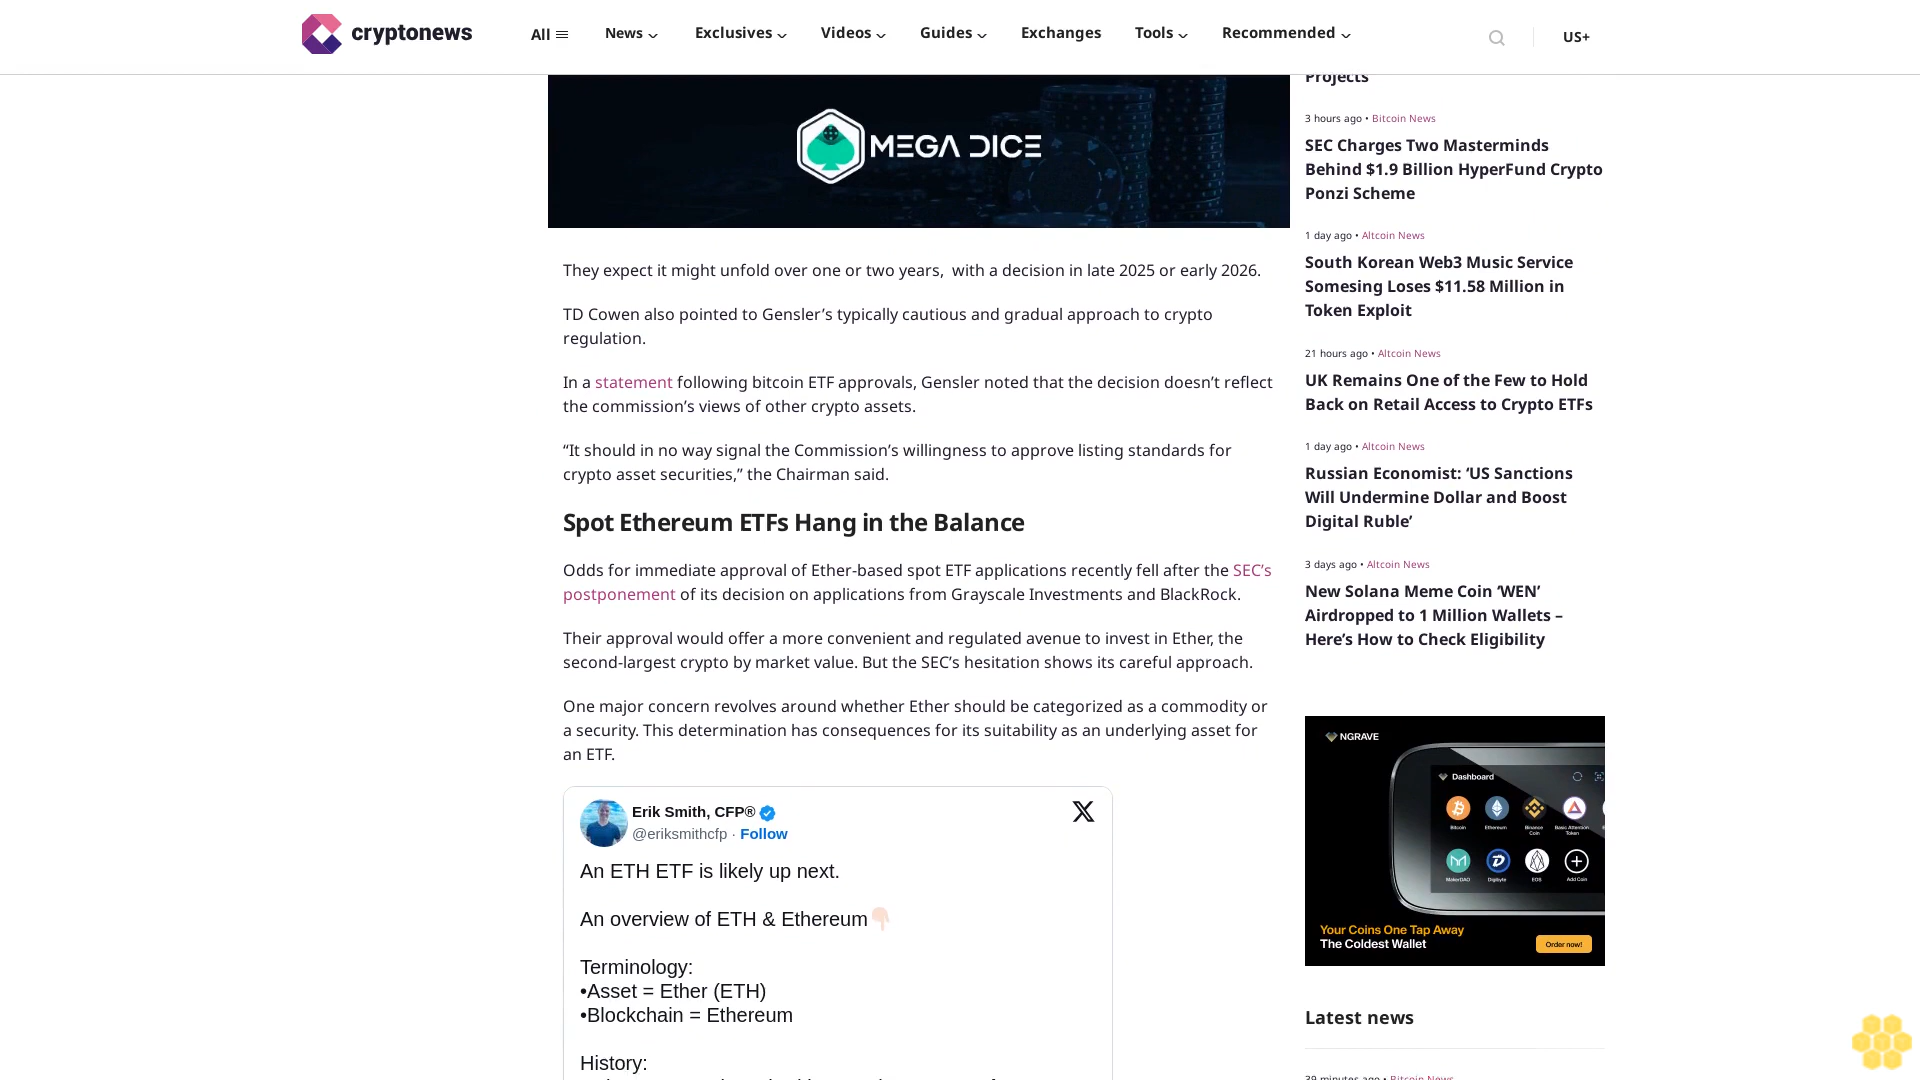 cryptonews
All
News
Exclusives
Videos
Guides
Exchanges
Tools
Recommended
US+
MEGA DICE
They expect it might unfold over one or two years,  with a decision in late 2025 or early 2026.
TD Cowen also pointed to Gensler’s typically cautious and gradual approach to crypto
regulation.
In a statement following bitcoin ETF approvals, Gensler noted that the decision doesn’t reflect
the commission’s views of other crypto assets.
“It should in no way signal the Commission’s willingness to approve listing standards for
crypto asset securities,” the Chairman said.
Spot Ethereum ETFs Hang in the Balance
Odds for immediate approval of Ether-based spot ETF applications recently fell after the SEC’s
postponement of its decision on applications from Grayscale Investments and BlackRock.
Their approval would offer a more convenient and regulated avenue to invest in Ether, the
second-largest crypto by market value. But the SEC’s hesitation shows its careful approach.
One major concern revolves around whether Ether should be categorized as a commodity or
a security. This determination has consequences for its suitability as an underlying asset for
an ETF.
Erik Smith, CFP®
@eriksmithcfp · Follow
An ETH ETF is likely up next.
An overview of ETH & Ethereum👇🏻
Terminology:
•Asset = Ether (ETH)
•Blockchain = Ethereum
History:
Projects
3 hours ago • Bitcoin News
SEC Charges Two Masterminds
Behind $1.9 Billion HyperFund Crypto
Ponzi Scheme
1 day ago • Altcoin News
South Korean Web3 Music Service
Somesing Loses $11.58 Million in
Token Exploit
21 hours ago • Altcoin News
UK Remains One of the Few to Hold
Back on Retail Access to Crypto ETFs
1 day ago • Altcoin News
Russian Economist: ‘US Sanctions
Will Undermine Dollar and Boost
Digital Ruble’
3 days ago • Altcoin News
New Solana Meme Coin ‘WEN’
Airdropped to 1 Million Wallets –
Here’s How to Check Eligibility
NGRAVE
Dashboard
Bitcoin
Ethereum
Binance Coin
Basic Attention Token
MakerDAO
Digibyte
EOS
Add Coin
Your Coins One Tap Away
The Coldest Wallet
Order now!
Latest news
39 minutes ago • Bitcoin News